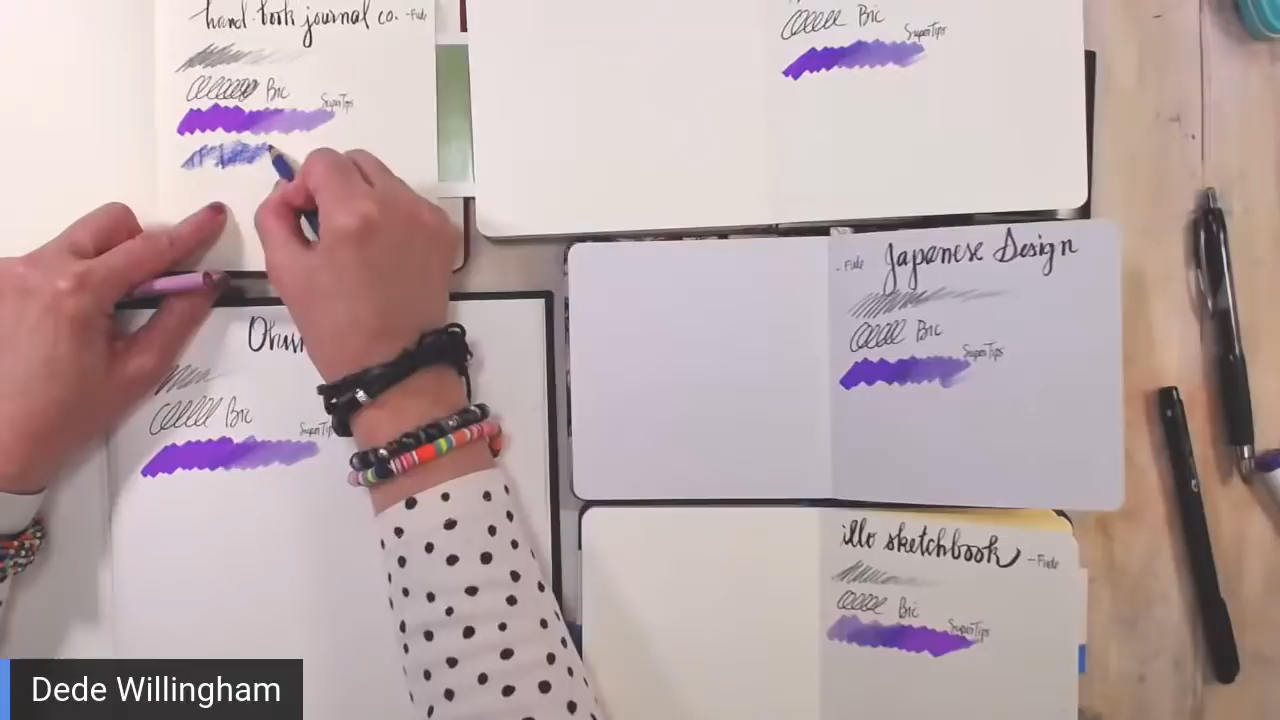 hand·book journal co. -Fude
Bic
SuperTips
Bic
SuperTips
-Fude Japanese Design
Bic
SuperTips
Bic
illo sketchbook -Fude
Bic
SuperTips
Dede Willingham